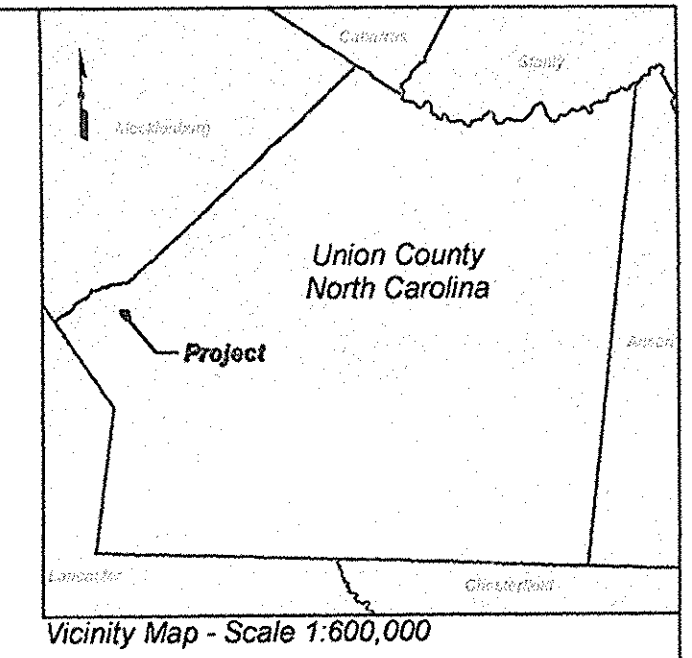 Cabarrus
Stanly
Mecklenburg
Union County
North Carolina
Project
Anson
Lancaster
Chesterfield
Vicinity Map - Scale 1:600,000